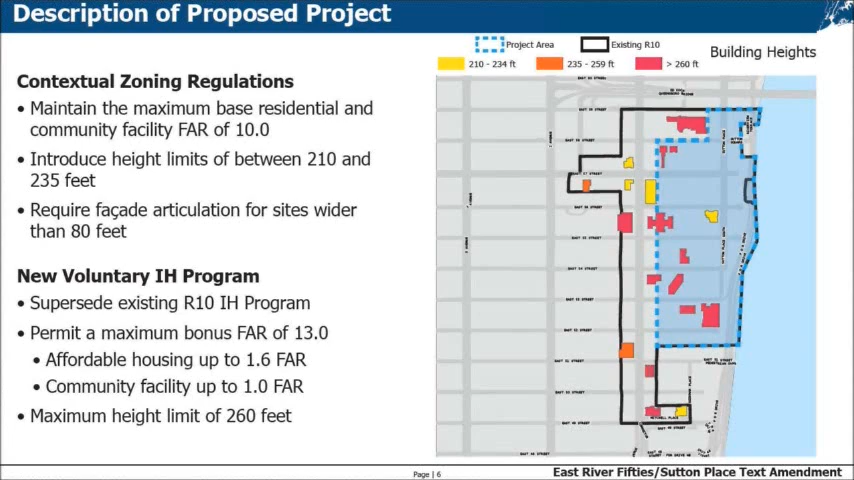 Description of Proposed Project
Contextual Zoning Regulations
• Maintain the maximum base residential and
community facility FAR of 10.0
• Introduce height limits of between 210 and
235 feet
• Require façade articulation for sites wider
than 80 feet
New Voluntary IH Program
• Supersede existing R10 IH Program
• Permit a maximum bonus FAR of 13.0
• Affordable housing up to 1.6 FAR
• Community facility up to 1.0 FAR
• Maximum height limit of 260 feet
Project Area
Existing R10
Building Heights
210 - 234 ft
235 - 259 ft
> 260 ft
MITCHELL PLACE
Page | 6
East River Fifties/Sutton Place Text Amendment